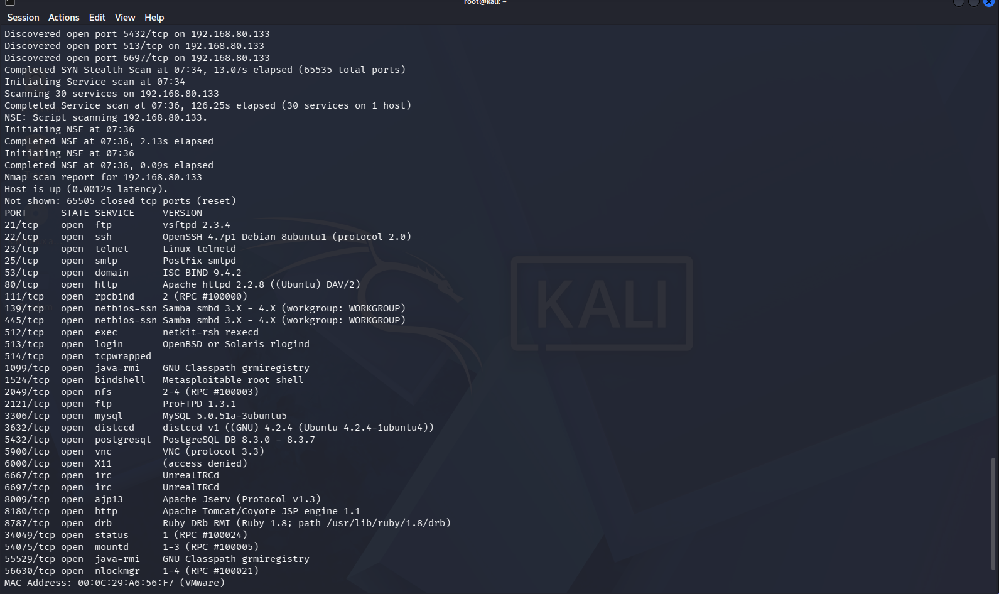 root@kali: ~
Session Actions Edit View Help
Discovered open port 5432/tcp on 192.168.80.133
Discovered open port 513/tcp on 192.168.80.133
Discovered open port 6697/tcp on 192.168.80.133
Completed SYN Stealth Scan at 07:34, 13.07s elapsed (65535 total ports)
Initiating Service scan at 07:34
Scanning 30 services on 192.168.80.133
Completed Service scan at 07:36, 126.25s elapsed (30 services on 1 host)
NSE: Script scanning 192.168.80.133.
Initiating NSE at 07:36
Completed NSE at 07:36, 2.13s elapsed
Initiating NSE at 07:36
Completed NSE at 07:36, 0.09s elapsed
Nmap scan report for 192.168.80.133
Host is up (0.0012s latency).
Not shown: 65505 closed tcp ports (reset)
PORT      STATE SERVICE     VERSION
21/tcp    open  ftp         vsftpd 2.3.4
22/tcp    open  ssh         OpenSSH 4.7p1 Debian 8ubuntu1 (protocol 2.0)
23/tcp    open  telnet      Linux telnetd
25/tcp    open  smtp        Postfix smtpd
53/tcp    open  domain      ISC BIND 9.4.2
80/tcp    open  http        Apache httpd 2.2.8 ((Ubuntu) DAV/2)
111/tcp   open  rpcbind     2 (RPC #100000)
139/tcp   open  netbios-ssn Samba smbd 3.X - 4.X (workgroup: WORKGROUP)
445/tcp   open  netbios-ssn Samba smbd 3.X - 4.X (workgroup: WORKGROUP)
512/tcp   open  exec        netkit-rsh rexecd
513/tcp   open  login       OpenBSD or Solaris rlogind
514/tcp   open  tcpwrapped
1099/tcp  open  java-rmi    GNU Classpath grmiregistry
1524/tcp  open  bindshell   Metasploitable root shell
2049/tcp  open  nfs         2-4 (RPC #100003)
2121/tcp  open  ftp         ProFTPD 1.3.1
3306/tcp  open  mysql       MySQL 5.0.51a-3ubuntu5
3632/tcp  open  distccd     distccd v1 ((GNU) 4.2.4 (Ubuntu 4.2.4-1ubuntu4))
5432/tcp  open  postgresql  PostgreSQL DB 8.3.0 - 8.3.7
5900/tcp  open  vnc         VNC (protocol 3.3)
6000/tcp  open  X11         (access denied)
6667/tcp  open  irc         UnrealIRCd
6697/tcp  open  irc         UnrealIRCd
8009/tcp  open  ajp13       Apache Jserv (Protocol v1.3)
8180/tcp  open  http        Apache Tomcat/Coyote JSP engine 1.1
8787/tcp  open  drb         Ruby DRb RMI (Ruby 1.8; path /usr/lib/ruby/1.8/drb)
34049/tcp open  status      1 (RPC #100024)
54075/tcp open  mountd      1-3 (RPC #100005)
55529/tcp open  java-rmi    GNU Classpath grmiregistry
56630/tcp open  nlockmgr    1-4 (RPC #100021)
MAC Address: 00:0C:29:A6:56:F7 (VMware)
KALI